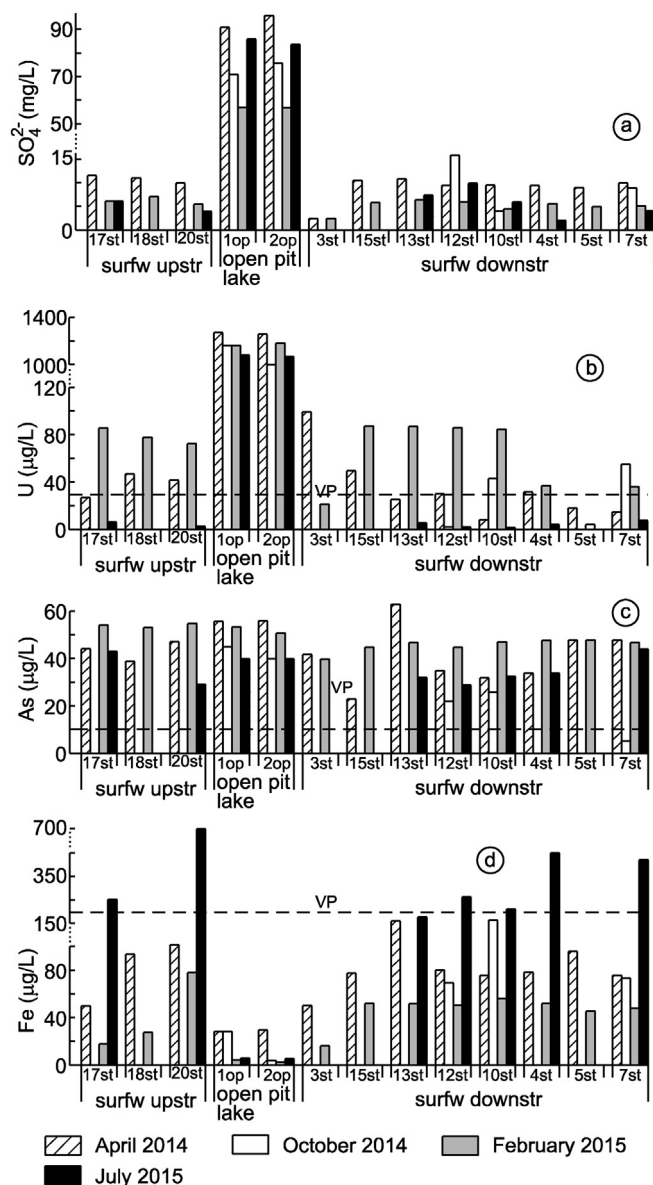 SO₄²⁻ (mg/L)
90
70
50
15
0
a
17st 18st 20st 1op 2op 3st 15st 13st 12st 10st 4st 5st 7st
surfw upstr open pit lake surfw downstr
U (µg/L)
1400
1000
120
80
40
0
b
VP
17st 18st 20st 1op 2op 3st 15st 13st 12st 10st 4st 5st 7st
surfw upstr open pit lake surfw downstr
As (µg/L)
60
40
20
0
c
VP
17st 18st 20st 1op 2op 3st 15st 13st 12st 10st 4st 5st 7st
surfw upstr open pit lake surfw downstr
Fe (µg/L)
700
350
150
80
40
0
d
VP
17st 18st 20st 1op 2op 3st 15st 13st 12st 10st 4st 5st 7st
surfw upstr open pit lake surfw downstr
April 2014 October 2014 February 2015
July 2015